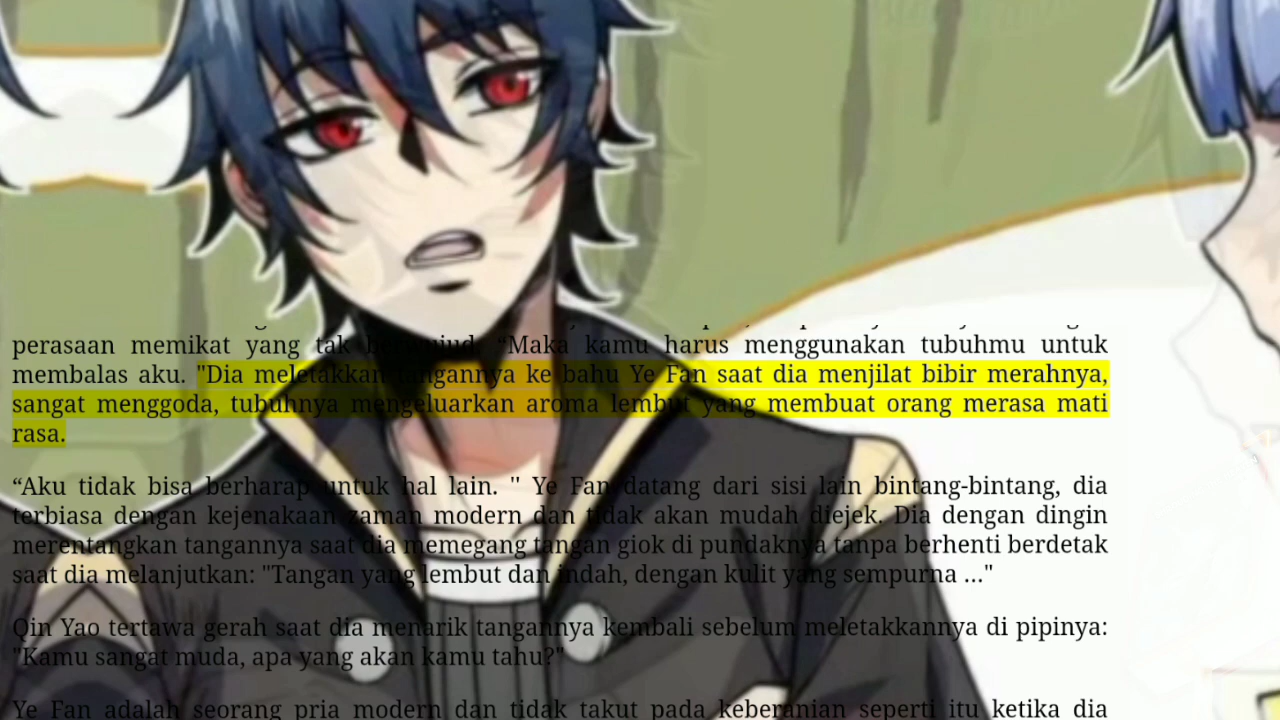 perasaan memikat yang tak berwujud. “Maka kamu harus menggunakan tubuhmu untuk
membalas aku. "Dia meletakkan tangannya ke bahu Ye Fan saat dia menjilat bibir merahnya,
sangat menggoda, tubuhnya mengeluarkan aroma lembut yang membuat orang merasa mati
rasa.
“Aku tidak bisa berharap untuk hal lain. '' Ye Fan datang dari sisi lain bintang-bintang, dia
terbiasa dengan kejenakaan zaman modern dan tidak akan mudah diejek. Dia dengan dingin
merentangkan tangannya saat dia memegang tangan giok di pundaknya tanpa berhenti berdetak
saat dia melanjutkan: "Tangan yang lembut dan indah, dengan kulit yang sempurna ..."
Qin Yao tertawa gerah saat dia menarik tangannya kembali sebelum meletakkannya di pipinya:
"Kamu sangat muda, apa yang akan kamu tahu?"
Ye Fan adalah seorang pria modern dan tidak takut pada keberanian seperti itu ketika dia